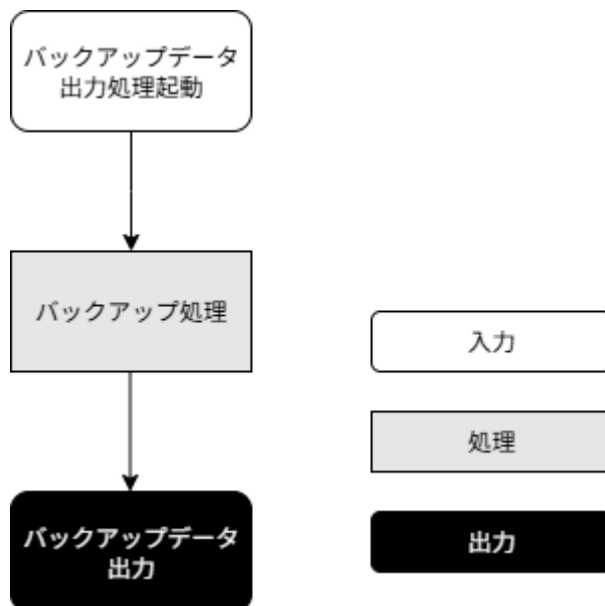 バックアップデータ
出力処理起動
バックアップ処理
バックアップデータ
出力
入力
処理
出力